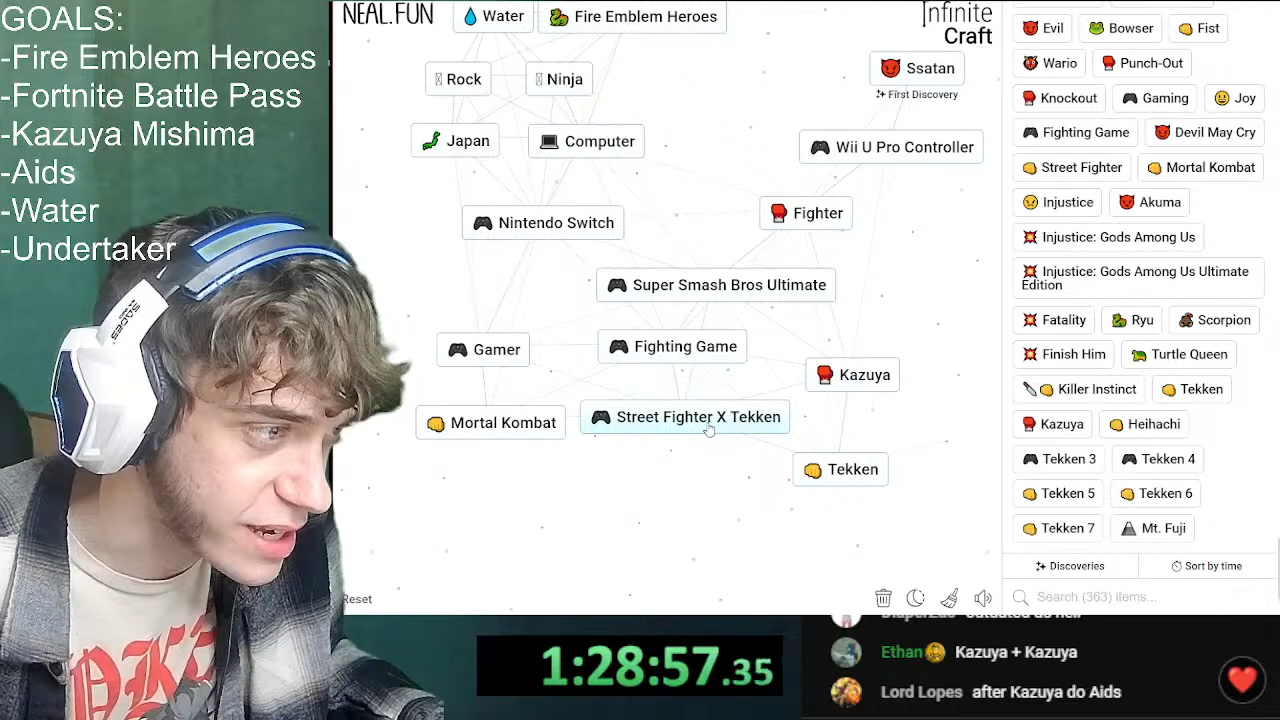 GOALS:
-Fire Emblem Heroes
-Fortnite Battle Pass
-Kazuya Mishima
-Aids
-Water
-Undertaker
NEAL.FUN
Water
Fire Emblem Heroes
Infinite
Craft
Rock
Ninja
Ssatan
First Discovery
Japan
Computer
Wii U Pro Controller
Nintendo Switch
Fighter
Super Smash Bros Ultimate
Gamer
Fighting Game
Kazuya
Mortal Kombat
Street Fighter X Tekken
Tekken
Reset
Evil
Bowser
Fist
Wario
Punch-Out
Knockout
Gaming
Joy
Fighting Game
Devil May Cry
Street Fighter
Mortal Kombat
Injustice
Akuma
Injustice: Gods Among Us
Injustice: Gods Among Us Ultimate
Edition
Fatality
Ryu
Scorpion
Finish Him
Turtle Queen
Killer Instinct
Tekken
Kazuya
Heihachi
Tekken 3
Tekken 4
Tekken 5
Tekken 6
Tekken 7
Mt. Fuji
Discoveries
Sort by time
Search (363) items...
SADES
1:28:57.35
Ethan Kazuya + Kazuya
Lord Lopes after Kazuya do Aids